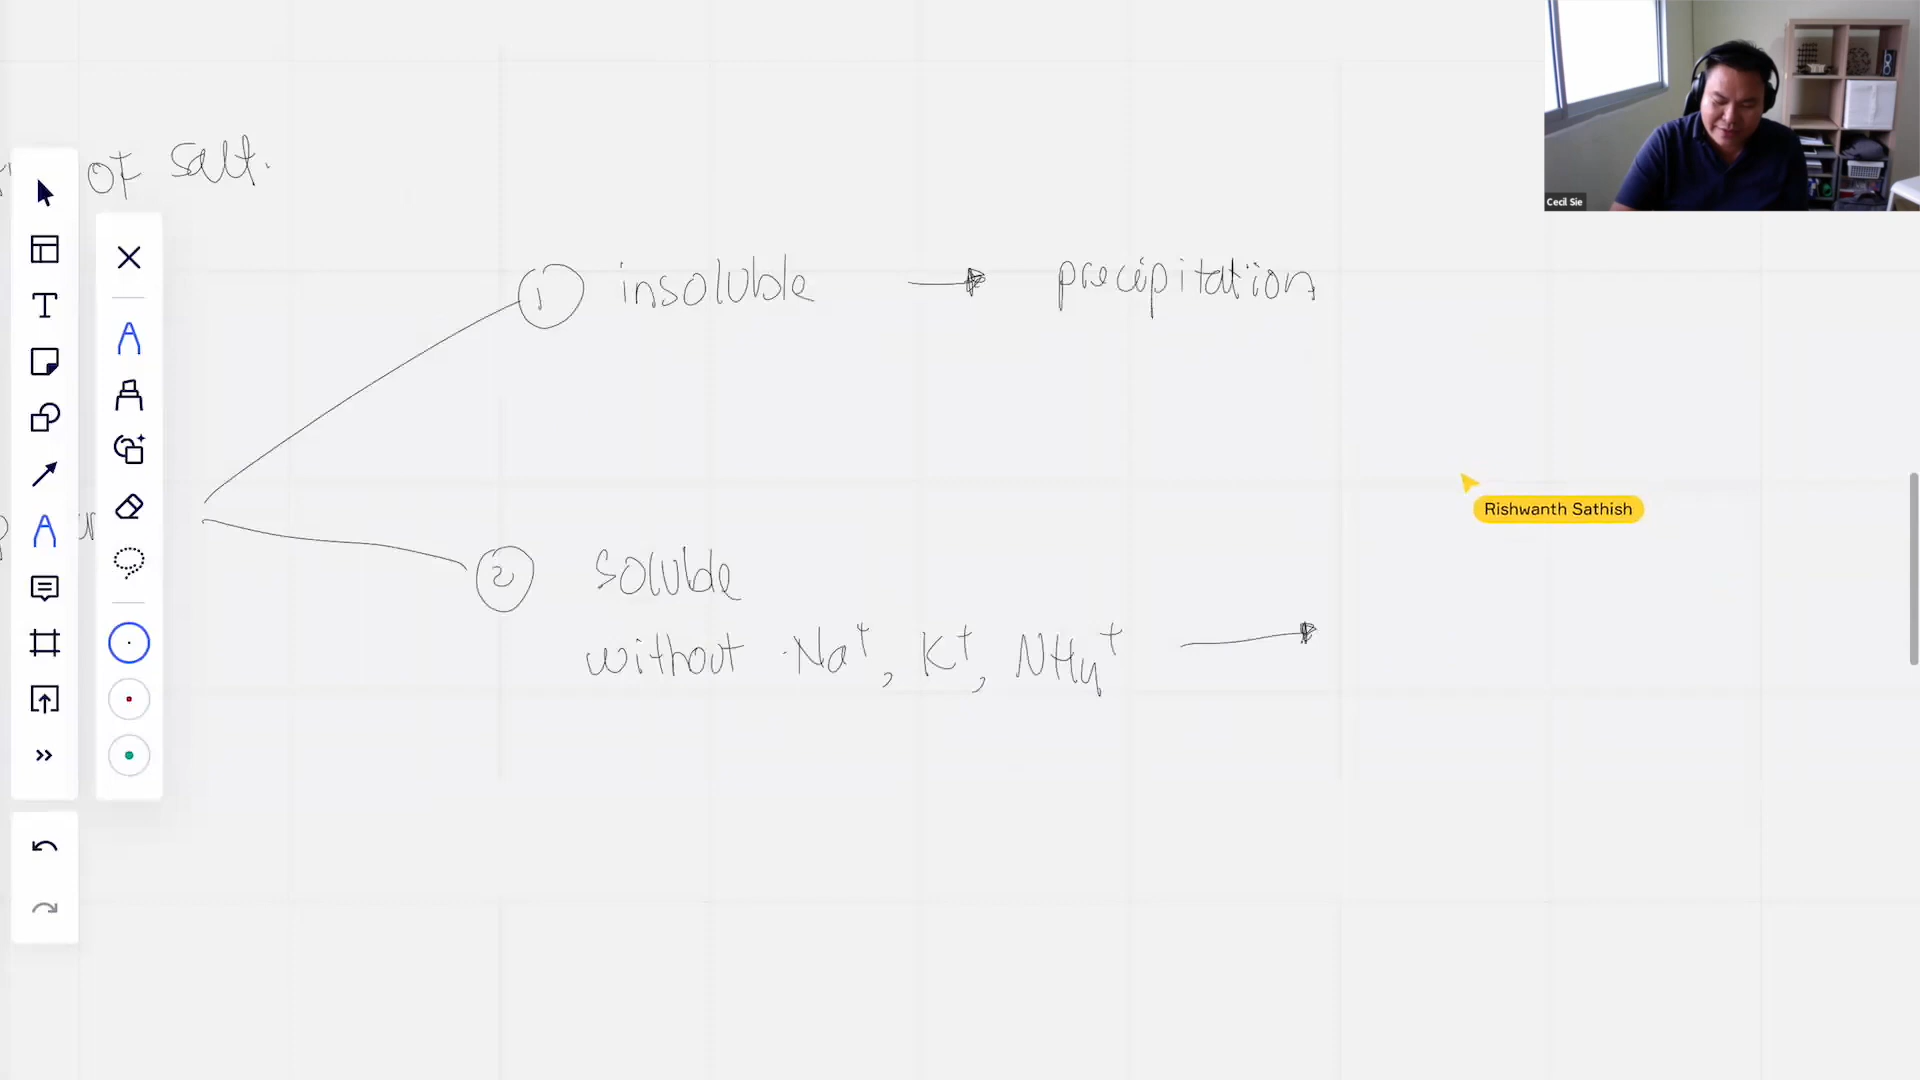 of salt.
Cecil Sie
1 insoluble → precipitation
Rishwanth Sathish
2 soluble
without Na⁺, K⁺, NH₄⁺ →